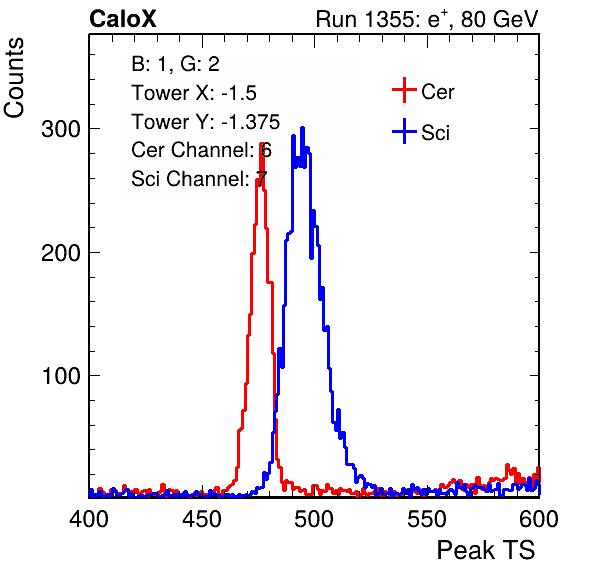 CaloX Run 1355: e⁺, 80 GeV
Counts
B: 1, G: 2
Tower X: -1.5
Tower Y: -1.375
Cer Channel: 6
Sci Channel: 7
Cer
Sci
300
200
100
400 450 500 550 600
Peak TS